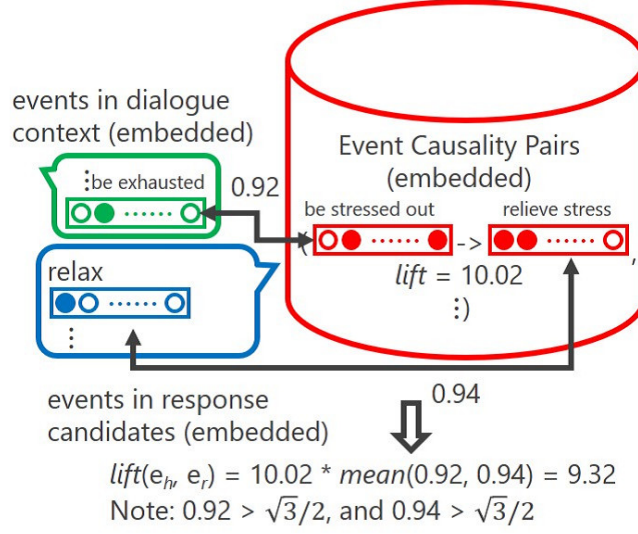 events in dialogue
context (embedded)
⋮be exhausted
0.92
Event Causality Pairs
(embedded)
be stressed out
relieve stress
( -> ,
lift = 10.02
⋮)
relax
⋮
events in response
candidates (embedded)
0.94
lift(eₕ, eᵣ) = 10.02 * mean(0.92, 0.94) = 9.32
Note: 0.92 > √3/2, and 0.94 > √3/2